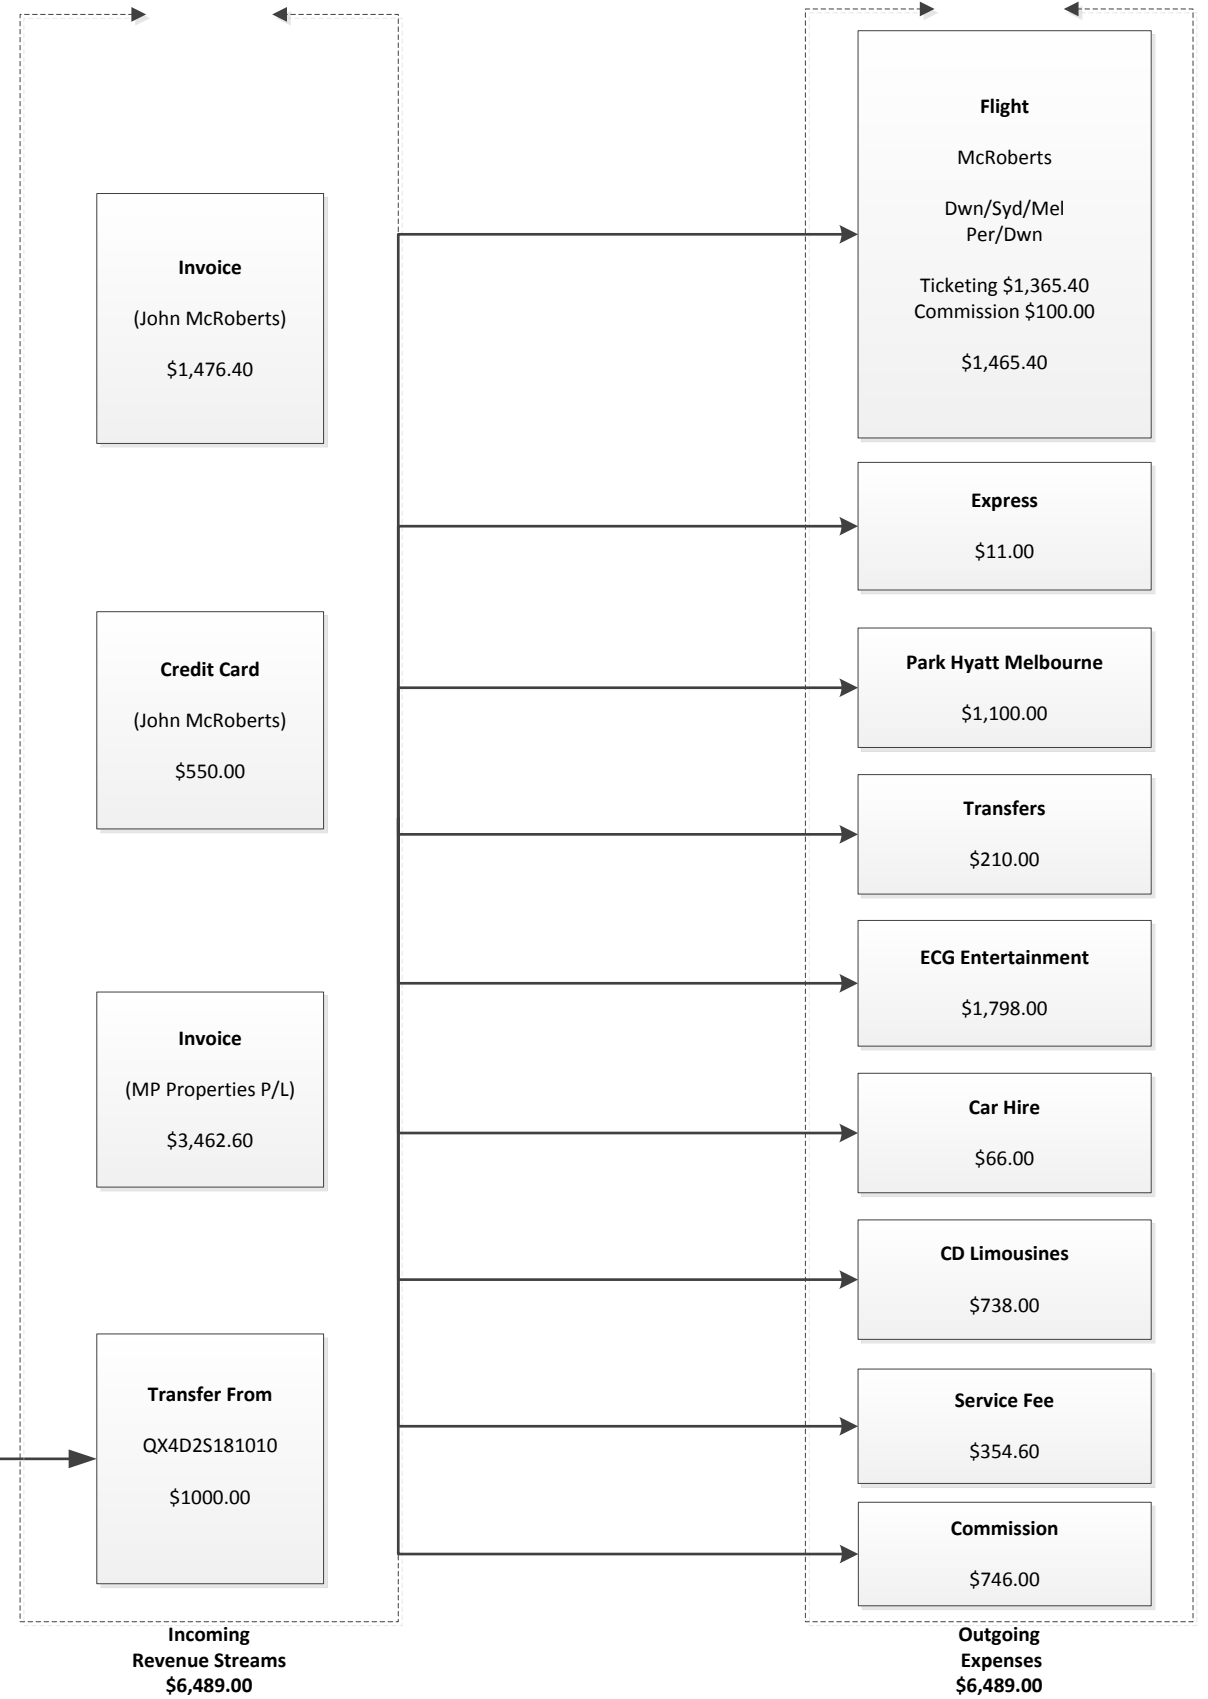 Invoice
(John McRoberts)
$1,476.40
Credit Card
(John McRoberts)
$550.00
Invoice
(MP Properties P/L)
$3,462.60
Transfer From
QX4D2S181010
$1000.00
Incoming
Revenue Streams
$6,489.00
Flight
McRoberts
Dwn/Syd/Mel
Per/Dwn
Ticketing $1,365.40
Commission $100.00
$1,465.40
Express
$11.00
Park Hyatt Melbourne
$1,100.00
Transfers
$210.00
ECG Entertainment
$1,798.00
Car Hire
$66.00
CD Limousines
$738.00
Service Fee
$354.60
Commission
$746.00
Outgoing
Expenses
$6,489.00